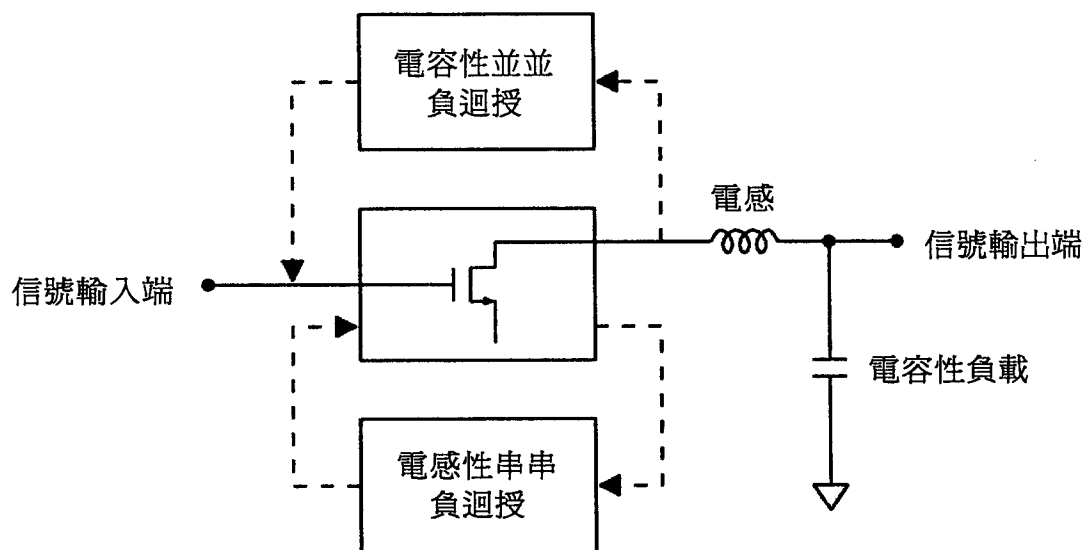 電容性並並
負迴授
電感
信號輸出端
信號輸入端
電容性負載
電感性串串
負迴授